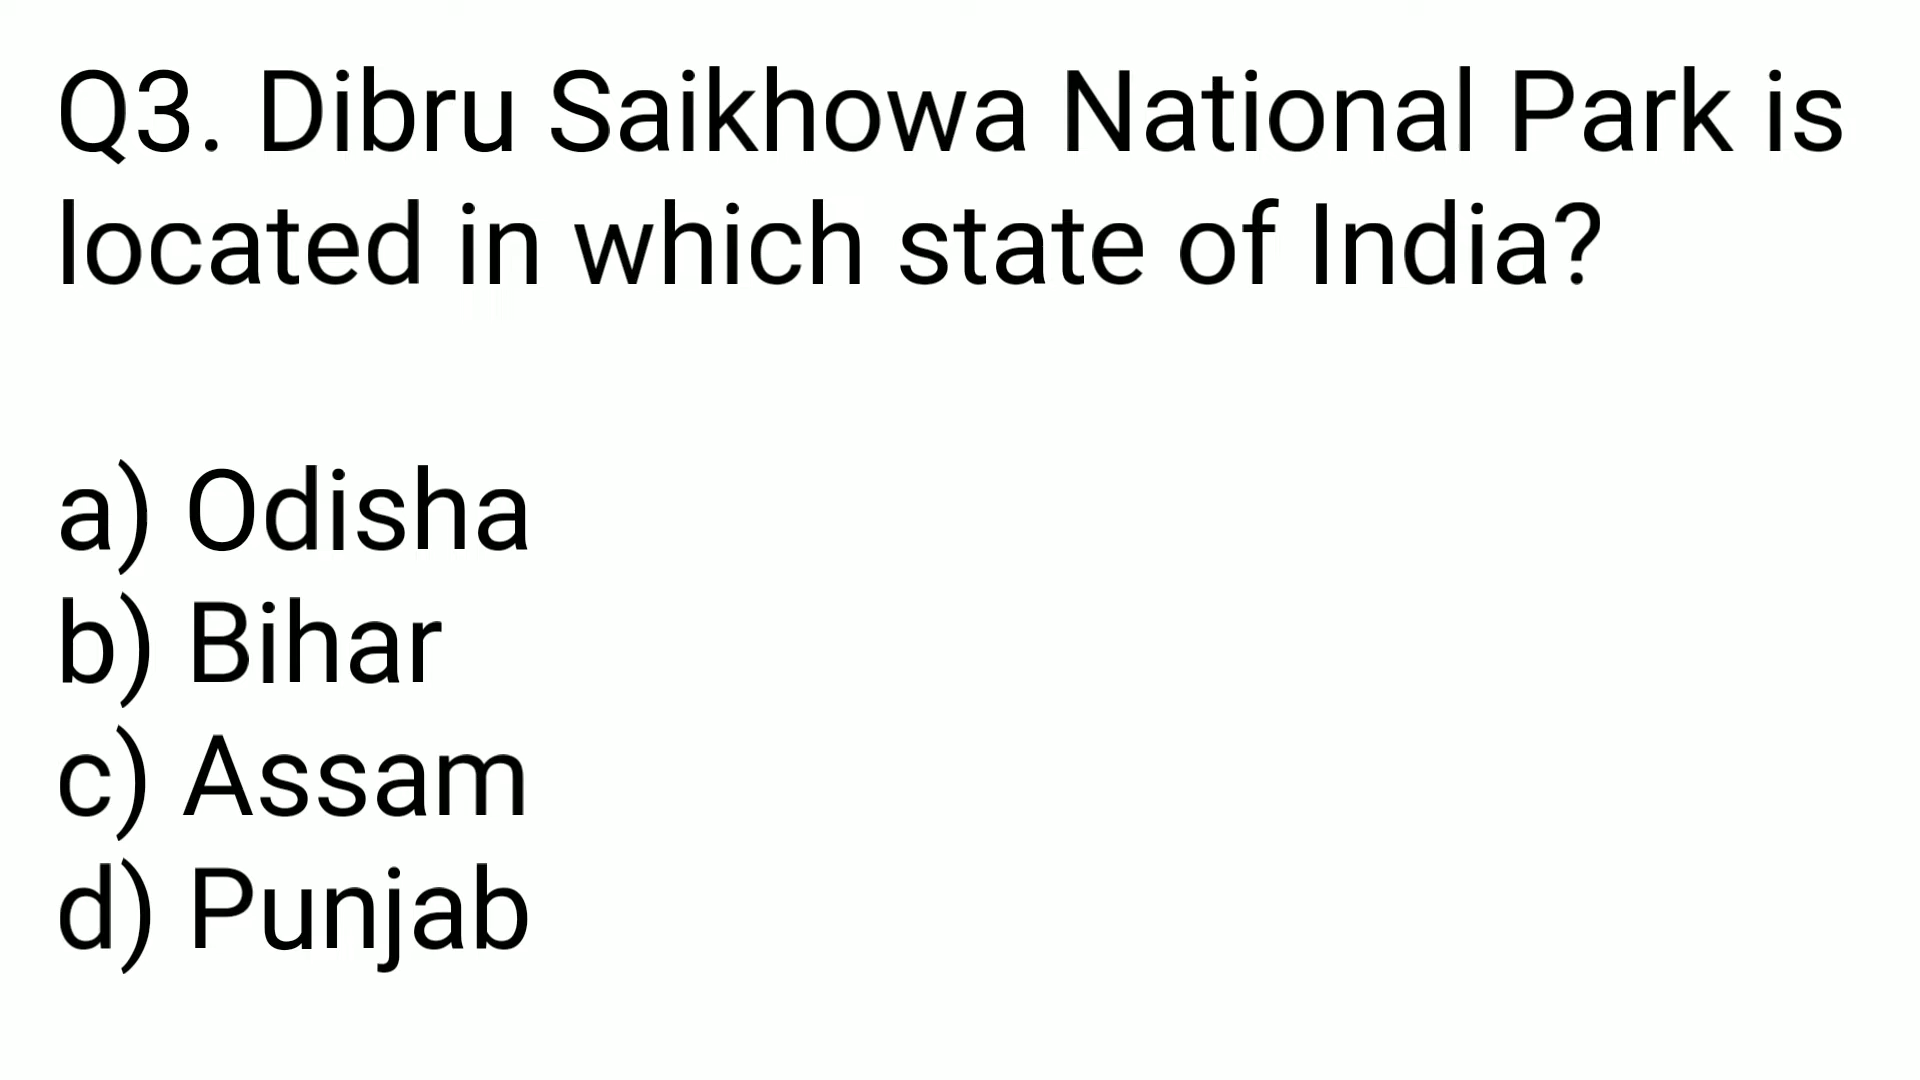 Q3. Dibru Saikhowa National Park is
located in which state of India?
a) Odisha
b) Bihar
c) Assam
d) Punjab